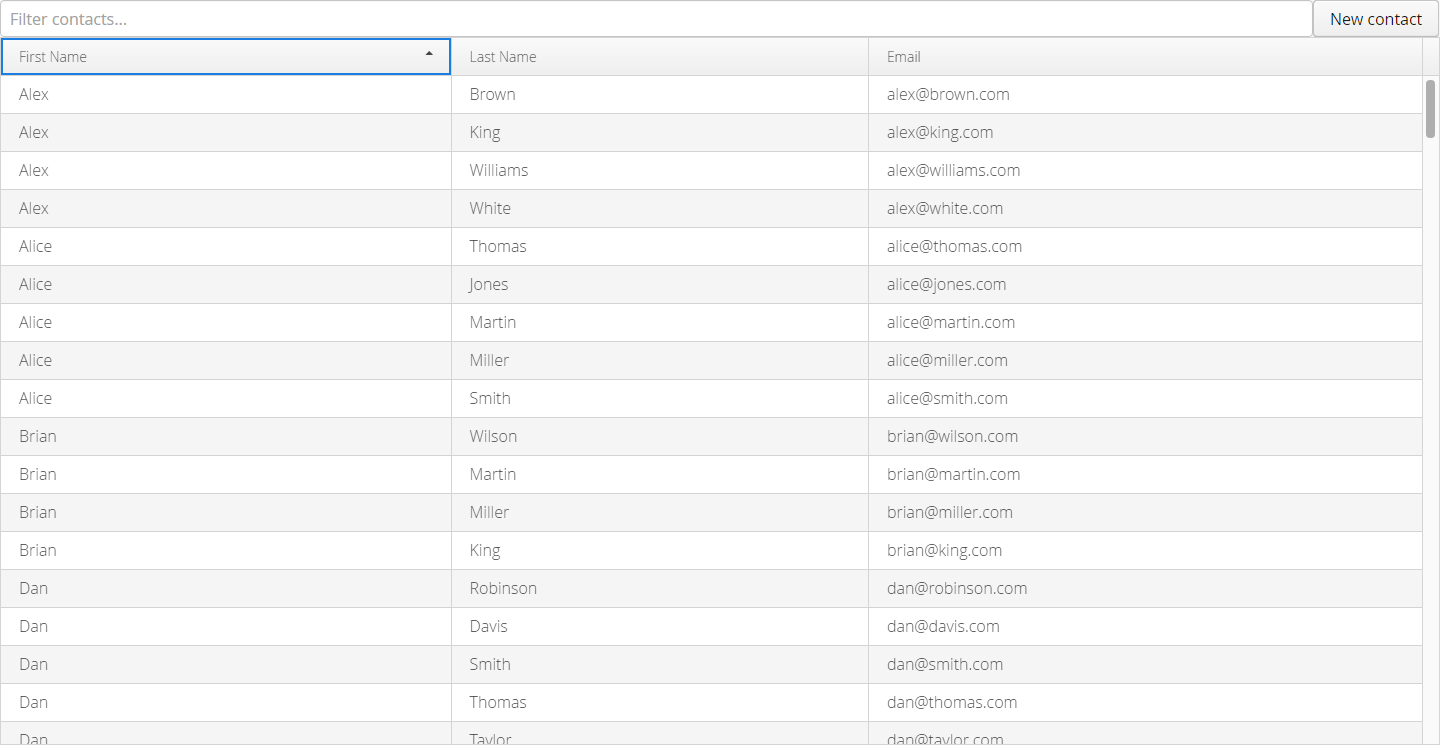 Filter contacts... New contact
First Name Last Name Email
Alex Brown alex@brown.com
Alex King alex@king.com
Alex Williams alex@williams.com
Alex White alex@white.com
Alice Thomas alice@thomas.com
Alice Jones alice@jones.com
Alice Martin alice@martin.com
Alice Miller alice@miller.com
Alice Smith alice@smith.com
Brian Wilson brian@wilson.com
Brian Martin brian@martin.com
Brian Miller brian@miller.com
Brian King brian@king.com
Dan Robinson dan@robinson.com
Dan Davis dan@davis.com
Dan Smith dan@smith.com
Dan Thomas dan@thomas.com
Dan Taylor dan@taylor.com